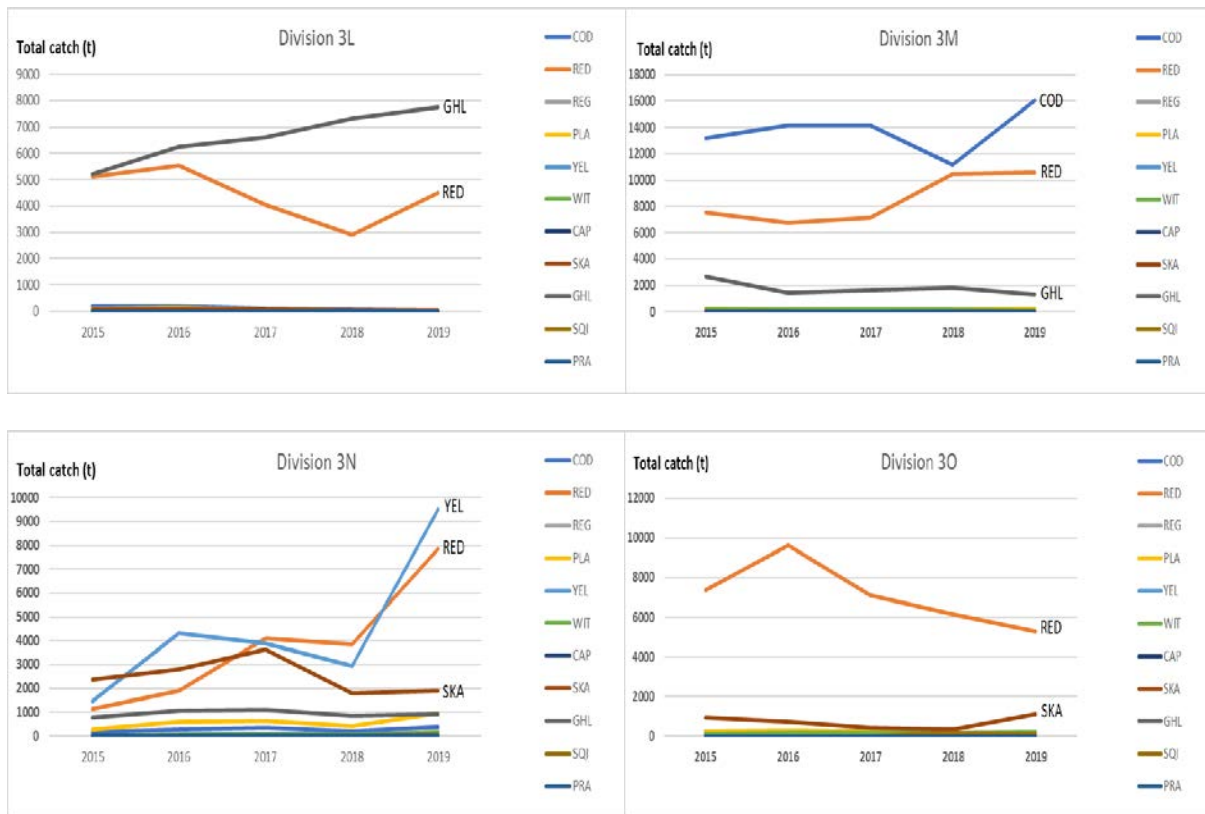 Division 3L
Total catch (t)
9000
8000
7000
6000
5000
4000
3000
2000
1000
0
2015 2016 2017 2018 2019
GHL
RED
COD
RED
REG
PLA
YEL
WIT
CAP
SKA
GHL
SQI
PRA
Division 3M
Total catch (t)
18000
16000
14000
12000
10000
8000
6000
4000
2000
0
2015 2016 2017 2018 2019
COD
RED
GHL
COD
RED
REG
PLA
YEL
WIT
CAP
SKA
GHL
SQI
PRA
Division 3N
Total catch (t)
10000
9000
8000
7000
6000
5000
4000
3000
2000
1000
0
2015 2016 2017 2018 2019
YEL
RED
SKA
COD
RED
REG
PLA
YEL
WIT
CAP
SKA
GHL
SQI
PRA
Division 3O
Total catch (t)
12000
10000
8000
6000
4000
2000
0
2015 2016 2017 2018 2019
RED
SKA
COD
RED
REG
PLA
YEL
WIT
CAP
SKA
GHL
SQI
PRA